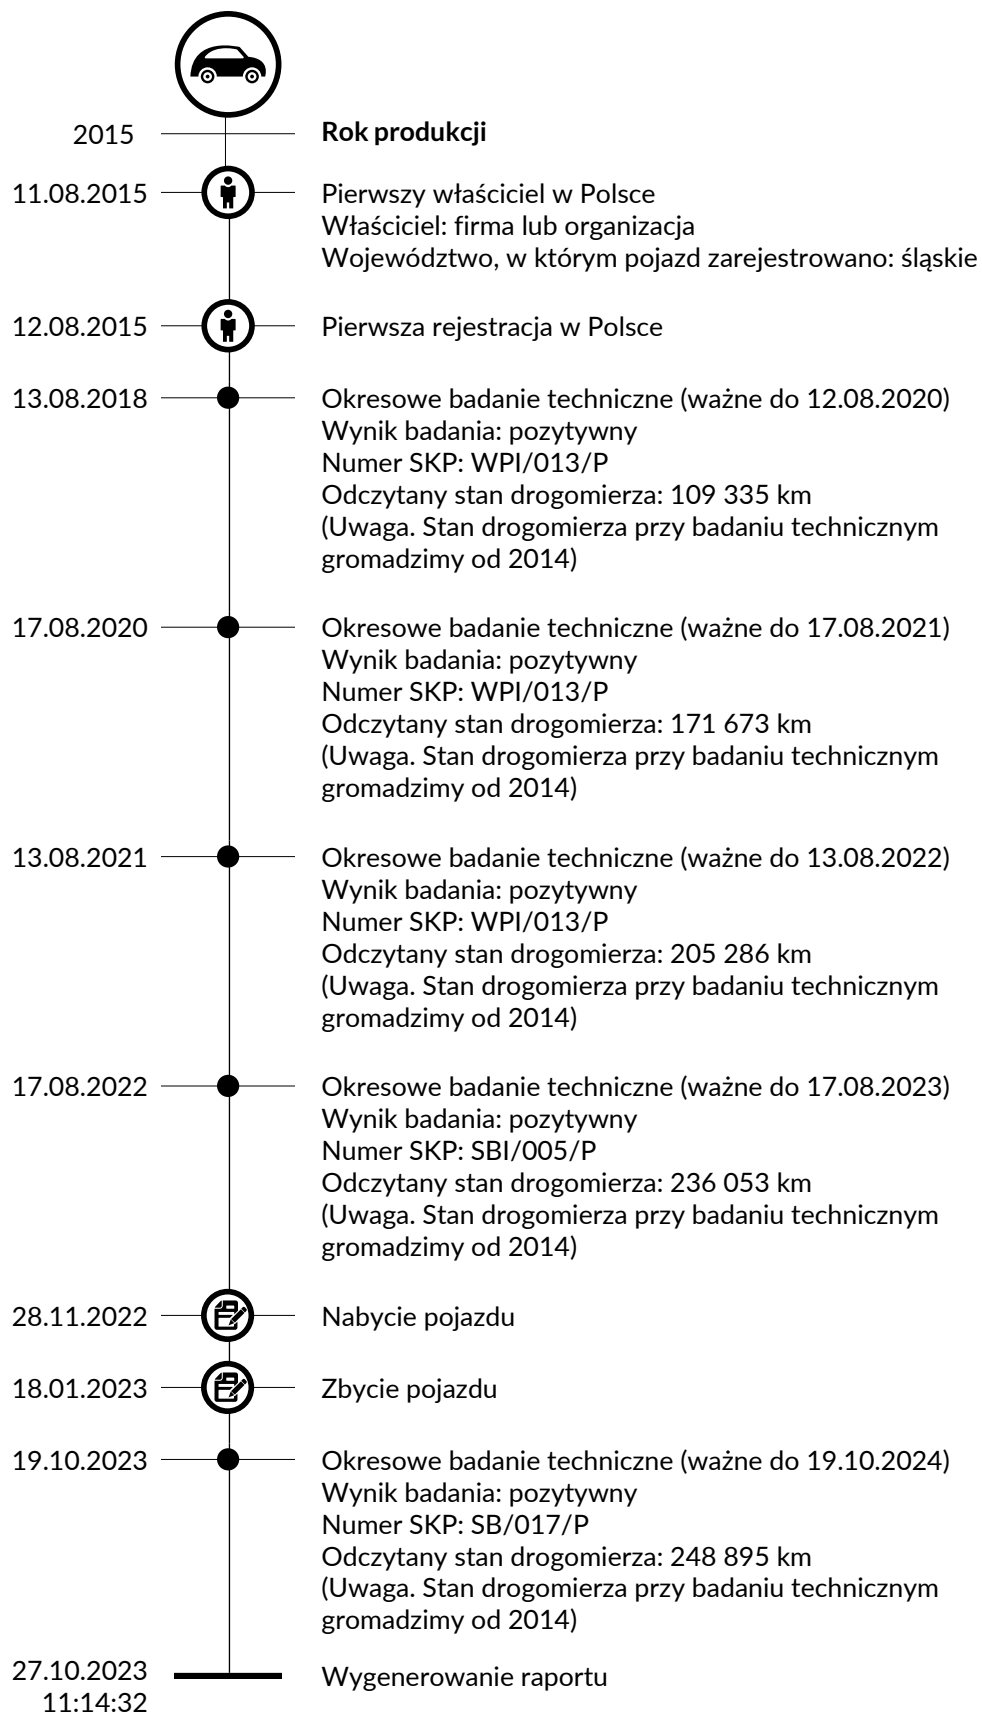 2015
Rok produkcji
11.08.2015
Pierwszy właściciel w Polsce
Właściciel: firma lub organizacja
Województwo, w którym pojazd zarejestrowano: śląskie
12.08.2015
Pierwsza rejestracja w Polsce
13.08.2018
Okresowe badanie techniczne (ważne do 12.08.2020)
Wynik badania: pozytywny
Numer SKP: WPI/013/P
Odczytany stan drogomierza: 109 335 km
(Uwaga. Stan drogomierza przy badaniu technicznym
gromadzimy od 2014)
17.08.2020
Okresowe badanie techniczne (ważne do 17.08.2021)
Wynik badania: pozytywny
Numer SKP: WPI/013/P
Odczytany stan drogomierza: 171 673 km
(Uwaga. Stan drogomierza przy badaniu technicznym
gromadzimy od 2014)
13.08.2021
Okresowe badanie techniczne (ważne do 13.08.2022)
Wynik badania: pozytywny
Numer SKP: WPI/013/P
Odczytany stan drogomierza: 205 286 km
(Uwaga. Stan drogomierza przy badaniu technicznym
gromadzimy od 2014)
17.08.2022
Okresowe badanie techniczne (ważne do 17.08.2023)
Wynik badania: pozytywny
Numer SKP: SBI/005/P
Odczytany stan drogomierza: 236 053 km
(Uwaga. Stan drogomierza przy badaniu technicznym
gromadzimy od 2014)
28.11.2022
Nabycie pojazdu
18.01.2023
Zbycie pojazdu
19.10.2023
Okresowe badanie techniczne (ważne do 19.10.2024)
Wynik badania: pozytywny
Numer SKP: SB/017/P
Odczytany stan drogomierza: 248 895 km
(Uwaga. Stan drogomierza przy badaniu technicznym
gromadzimy od 2014)
27.10.2023
11:14:32
Wygenerowanie raportu